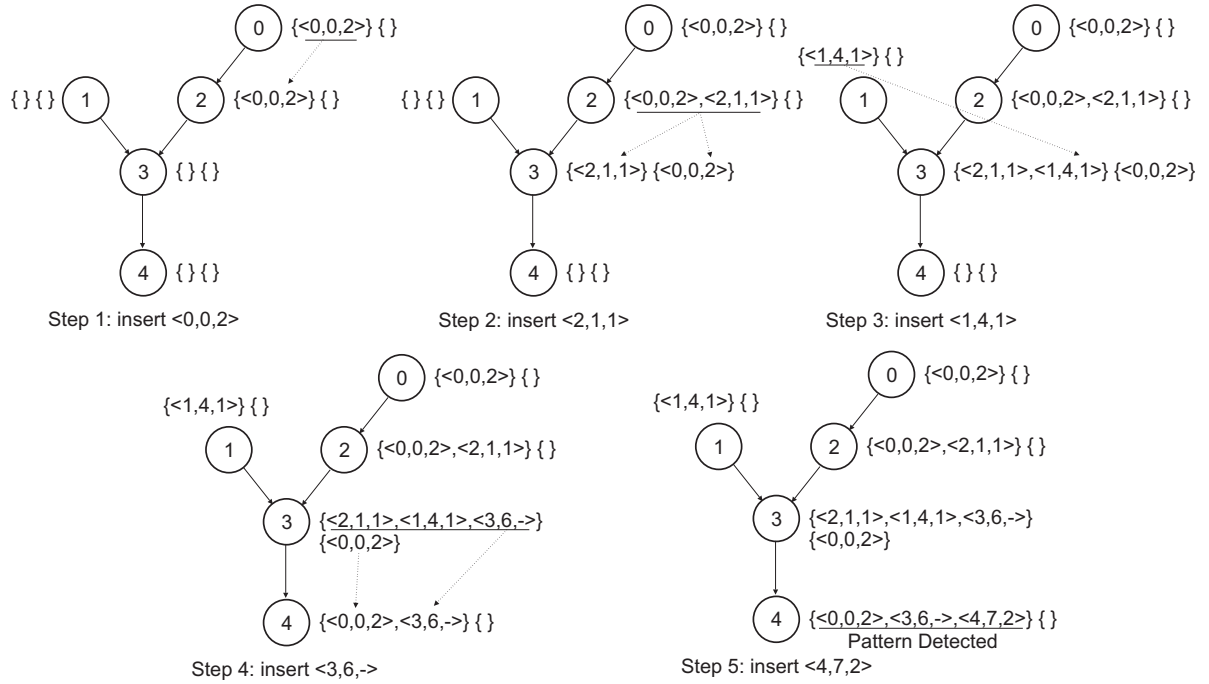 0 {<0,0,2>} { }
{ } { } 1 2 {<0,0,2>} { }
3 { } { }
4 { } { }
Step 1: insert <0,0,2>
0 {<0,0,2>} { }
{ } { } 1 2 {<0,0,2>,<2,1,1>} { }
3 {<2,1,1>} {<0,0,2>}
4 { } { }
Step 2: insert <2,1,1>
0 {<0,0,2>} { }
{<1,4,1>} { }
1 2 {<0,0,2>,<2,1,1>} { }
3 {<2,1,1>,<1,4,1>} {<0,0,2>}
4 { } { }
Step 3: insert <1,4,1>
0 {<0,0,2>} { }
{<1,4,1>} { }
1 2 {<0,0,2>,<2,1,1>} { }
3 {<2,1,1>,<1,4,1>,<3,6,->}
{<0,0,2>}
4 {<0,0,2>,<3,6,->} { }
Step 4: insert <3,6,->
0 {<0,0,2>} { }
{<1,4,1>} { }
1 2 {<0,0,2>,<2,1,1>} { }
3 {<2,1,1>,<1,4,1>,<3,6,->}
{<0,0,2>}
4 {<0,0,2>,<3,6,->,<4,7,2>} { }
Pattern Detected
Step 5: insert <4,7,2>